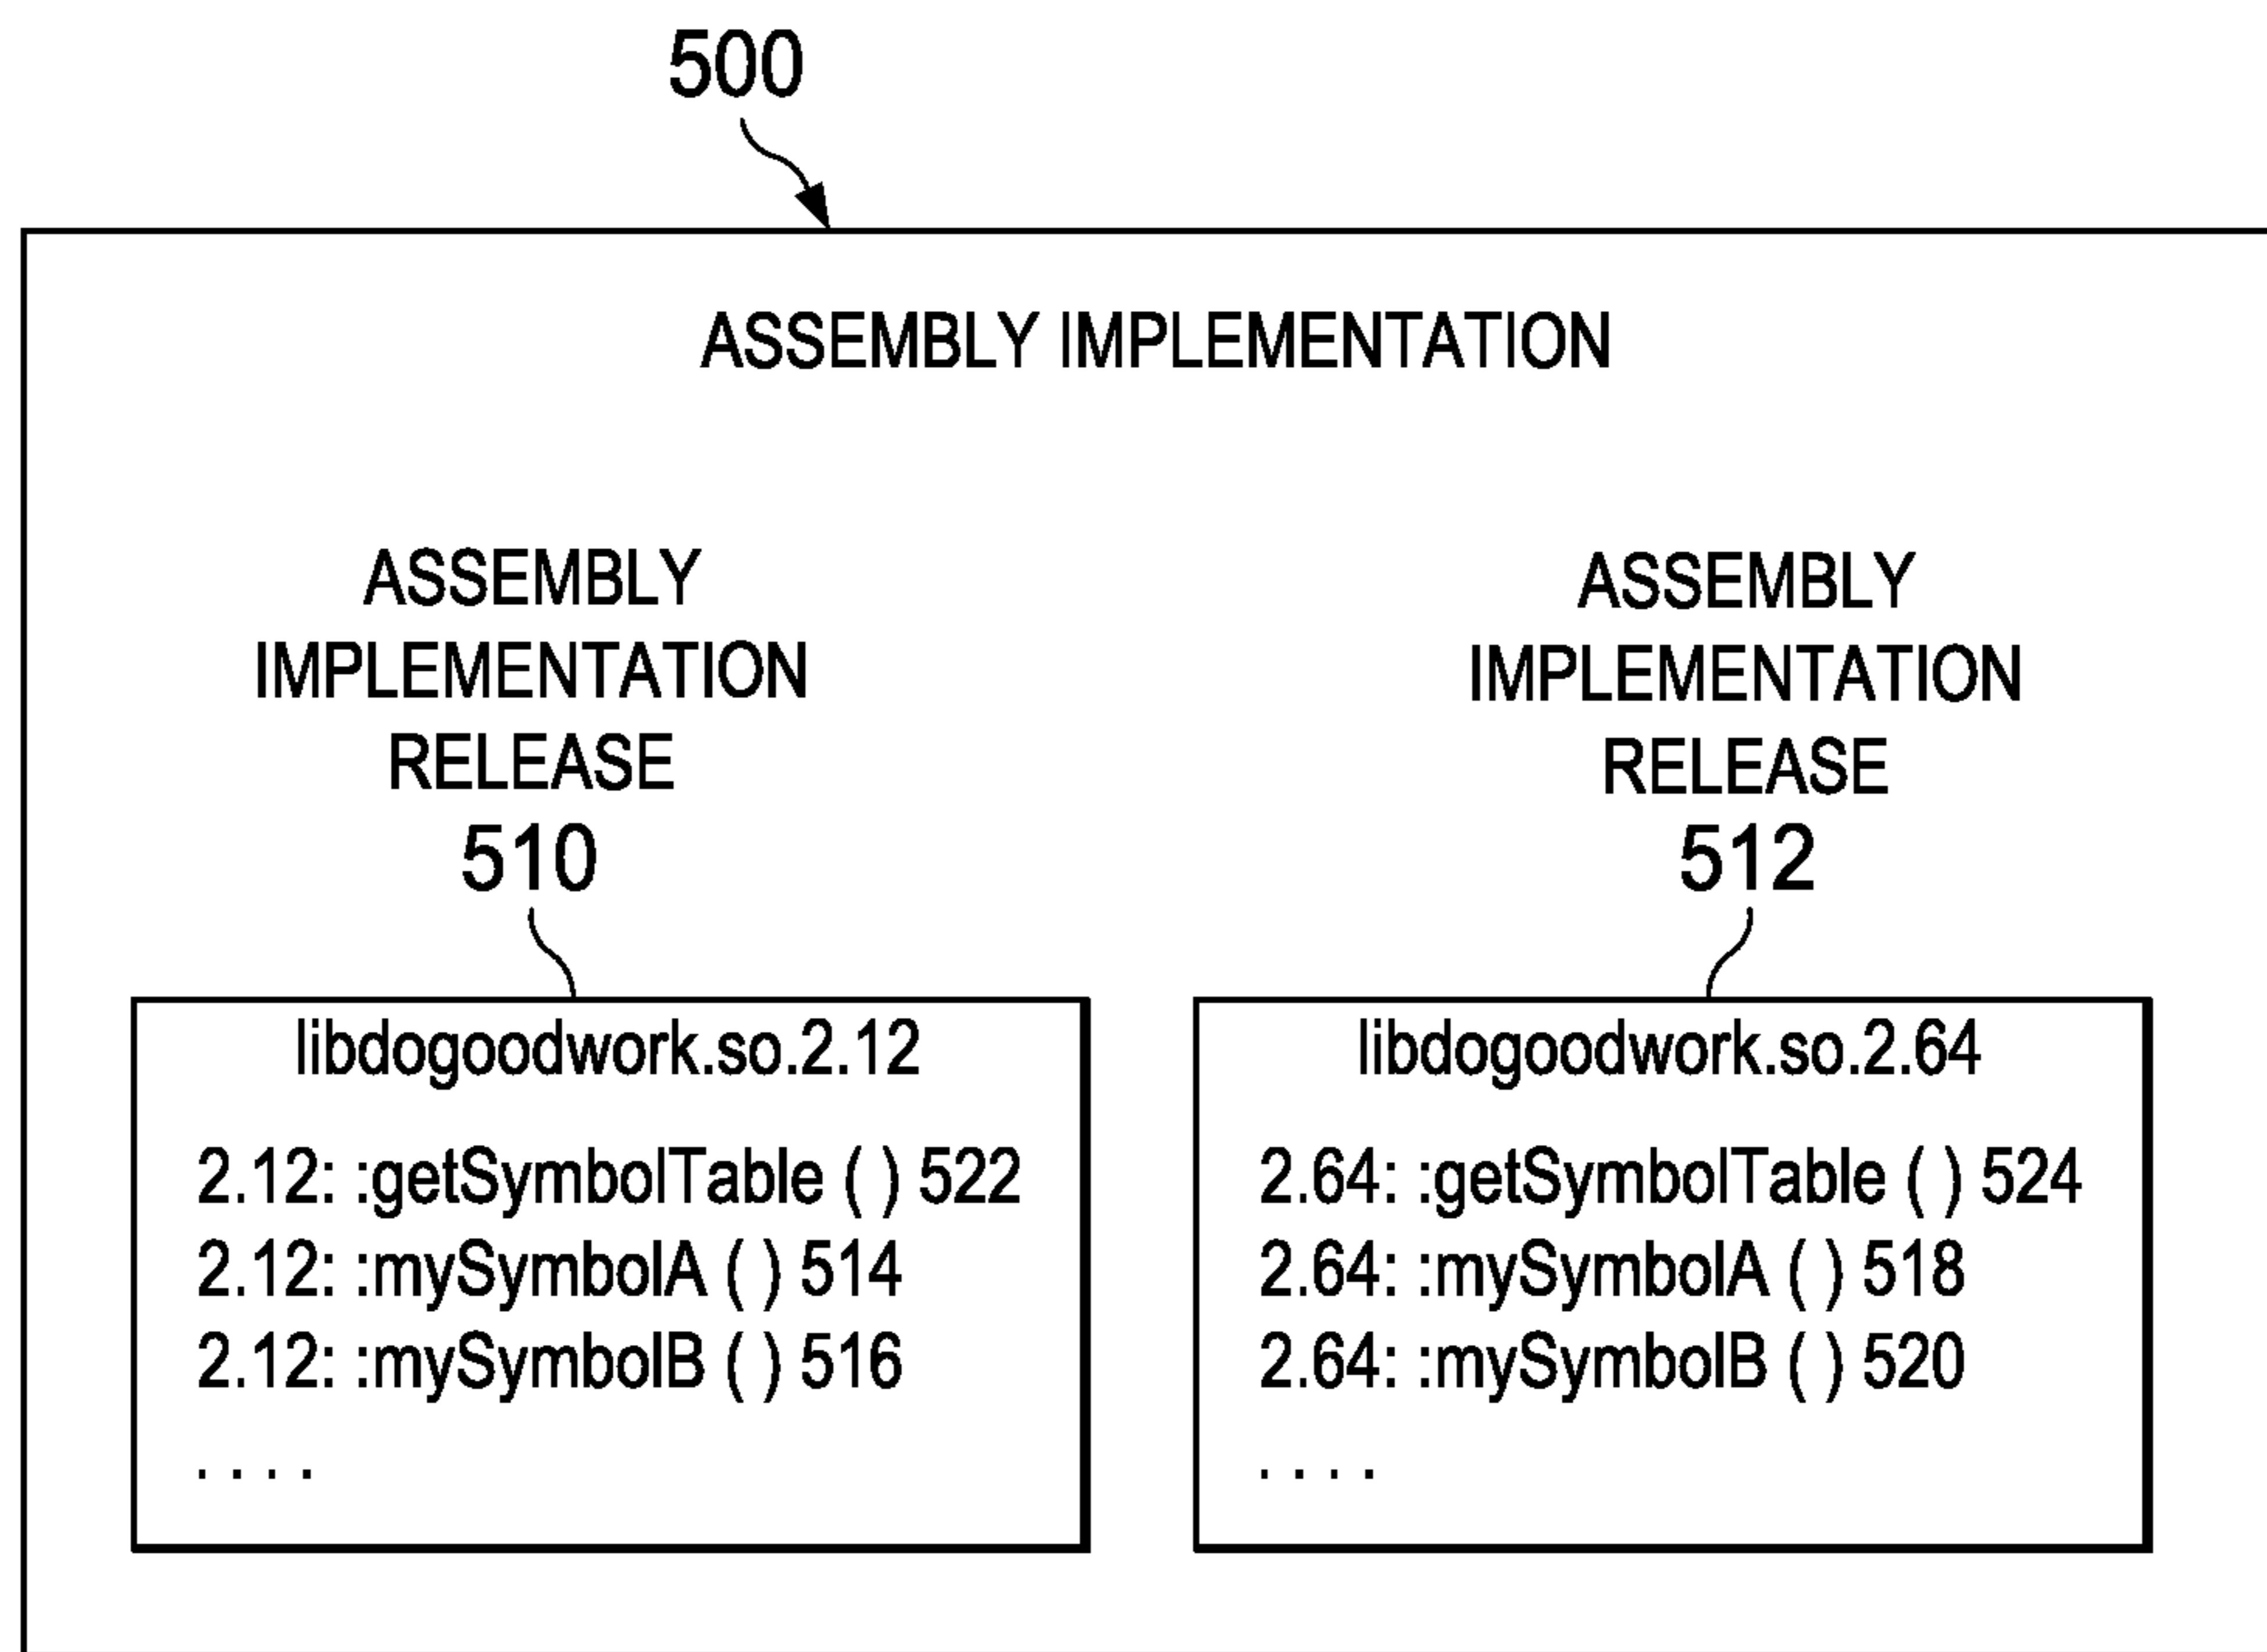 500
ASSEMBLY IMPLEMENTATION
ASSEMBLY
IMPLEMENTATION
RELEASE
510
libdogoodwork.so.2.12
2.12: :getSymbolTable ( ) 522
2.12: :mySymbolA ( ) 514
2.12: :mySymbolB ( ) 516
. . . .
ASSEMBLY
IMPLEMENTATION
RELEASE
512
libdogoodwork.so.2.64
2.64: :getSymbolTable ( ) 524
2.64: :mySymbolA ( ) 518
2.64: :mySymbolB ( ) 520
. . . .